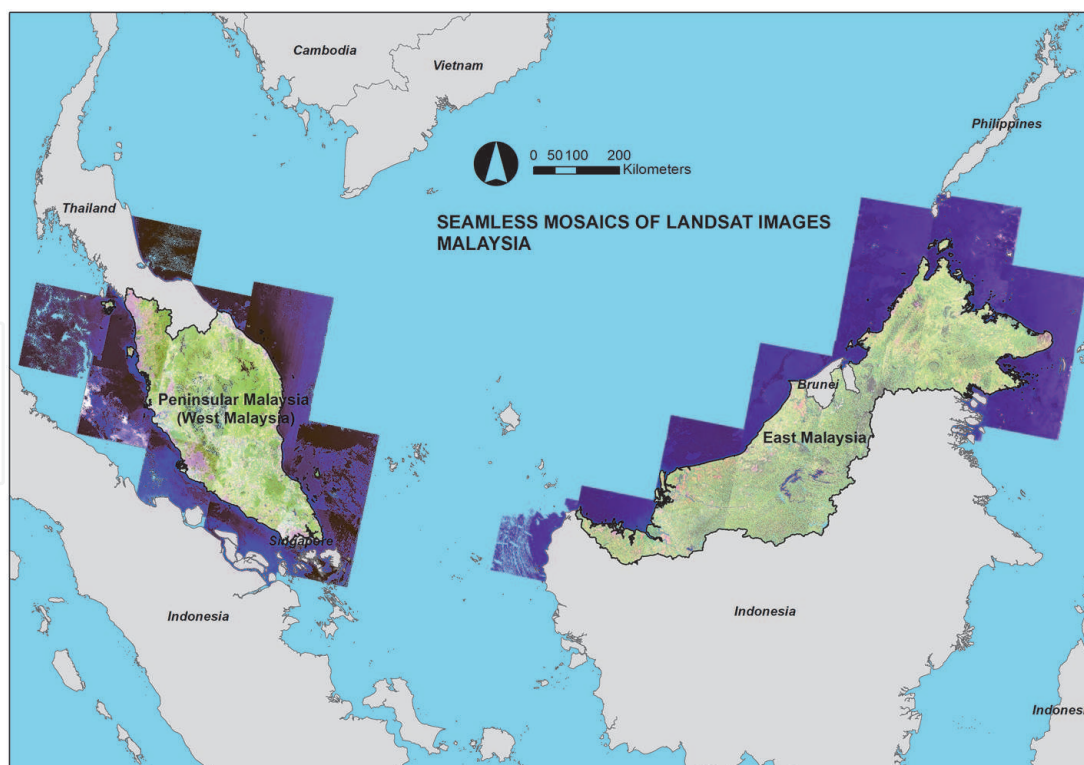 Cambodia
Vietnam
Philippines
0 50 100 200
Kilometers
Thailand
SEAMLESS MOSAICS OF LANDSAT IMAGES
MALAYSIA
Brunei
Peninsular Malaysia
(West Malaysia)
East Malaysia
Singapore
Indonesia
Indonesia
Indones